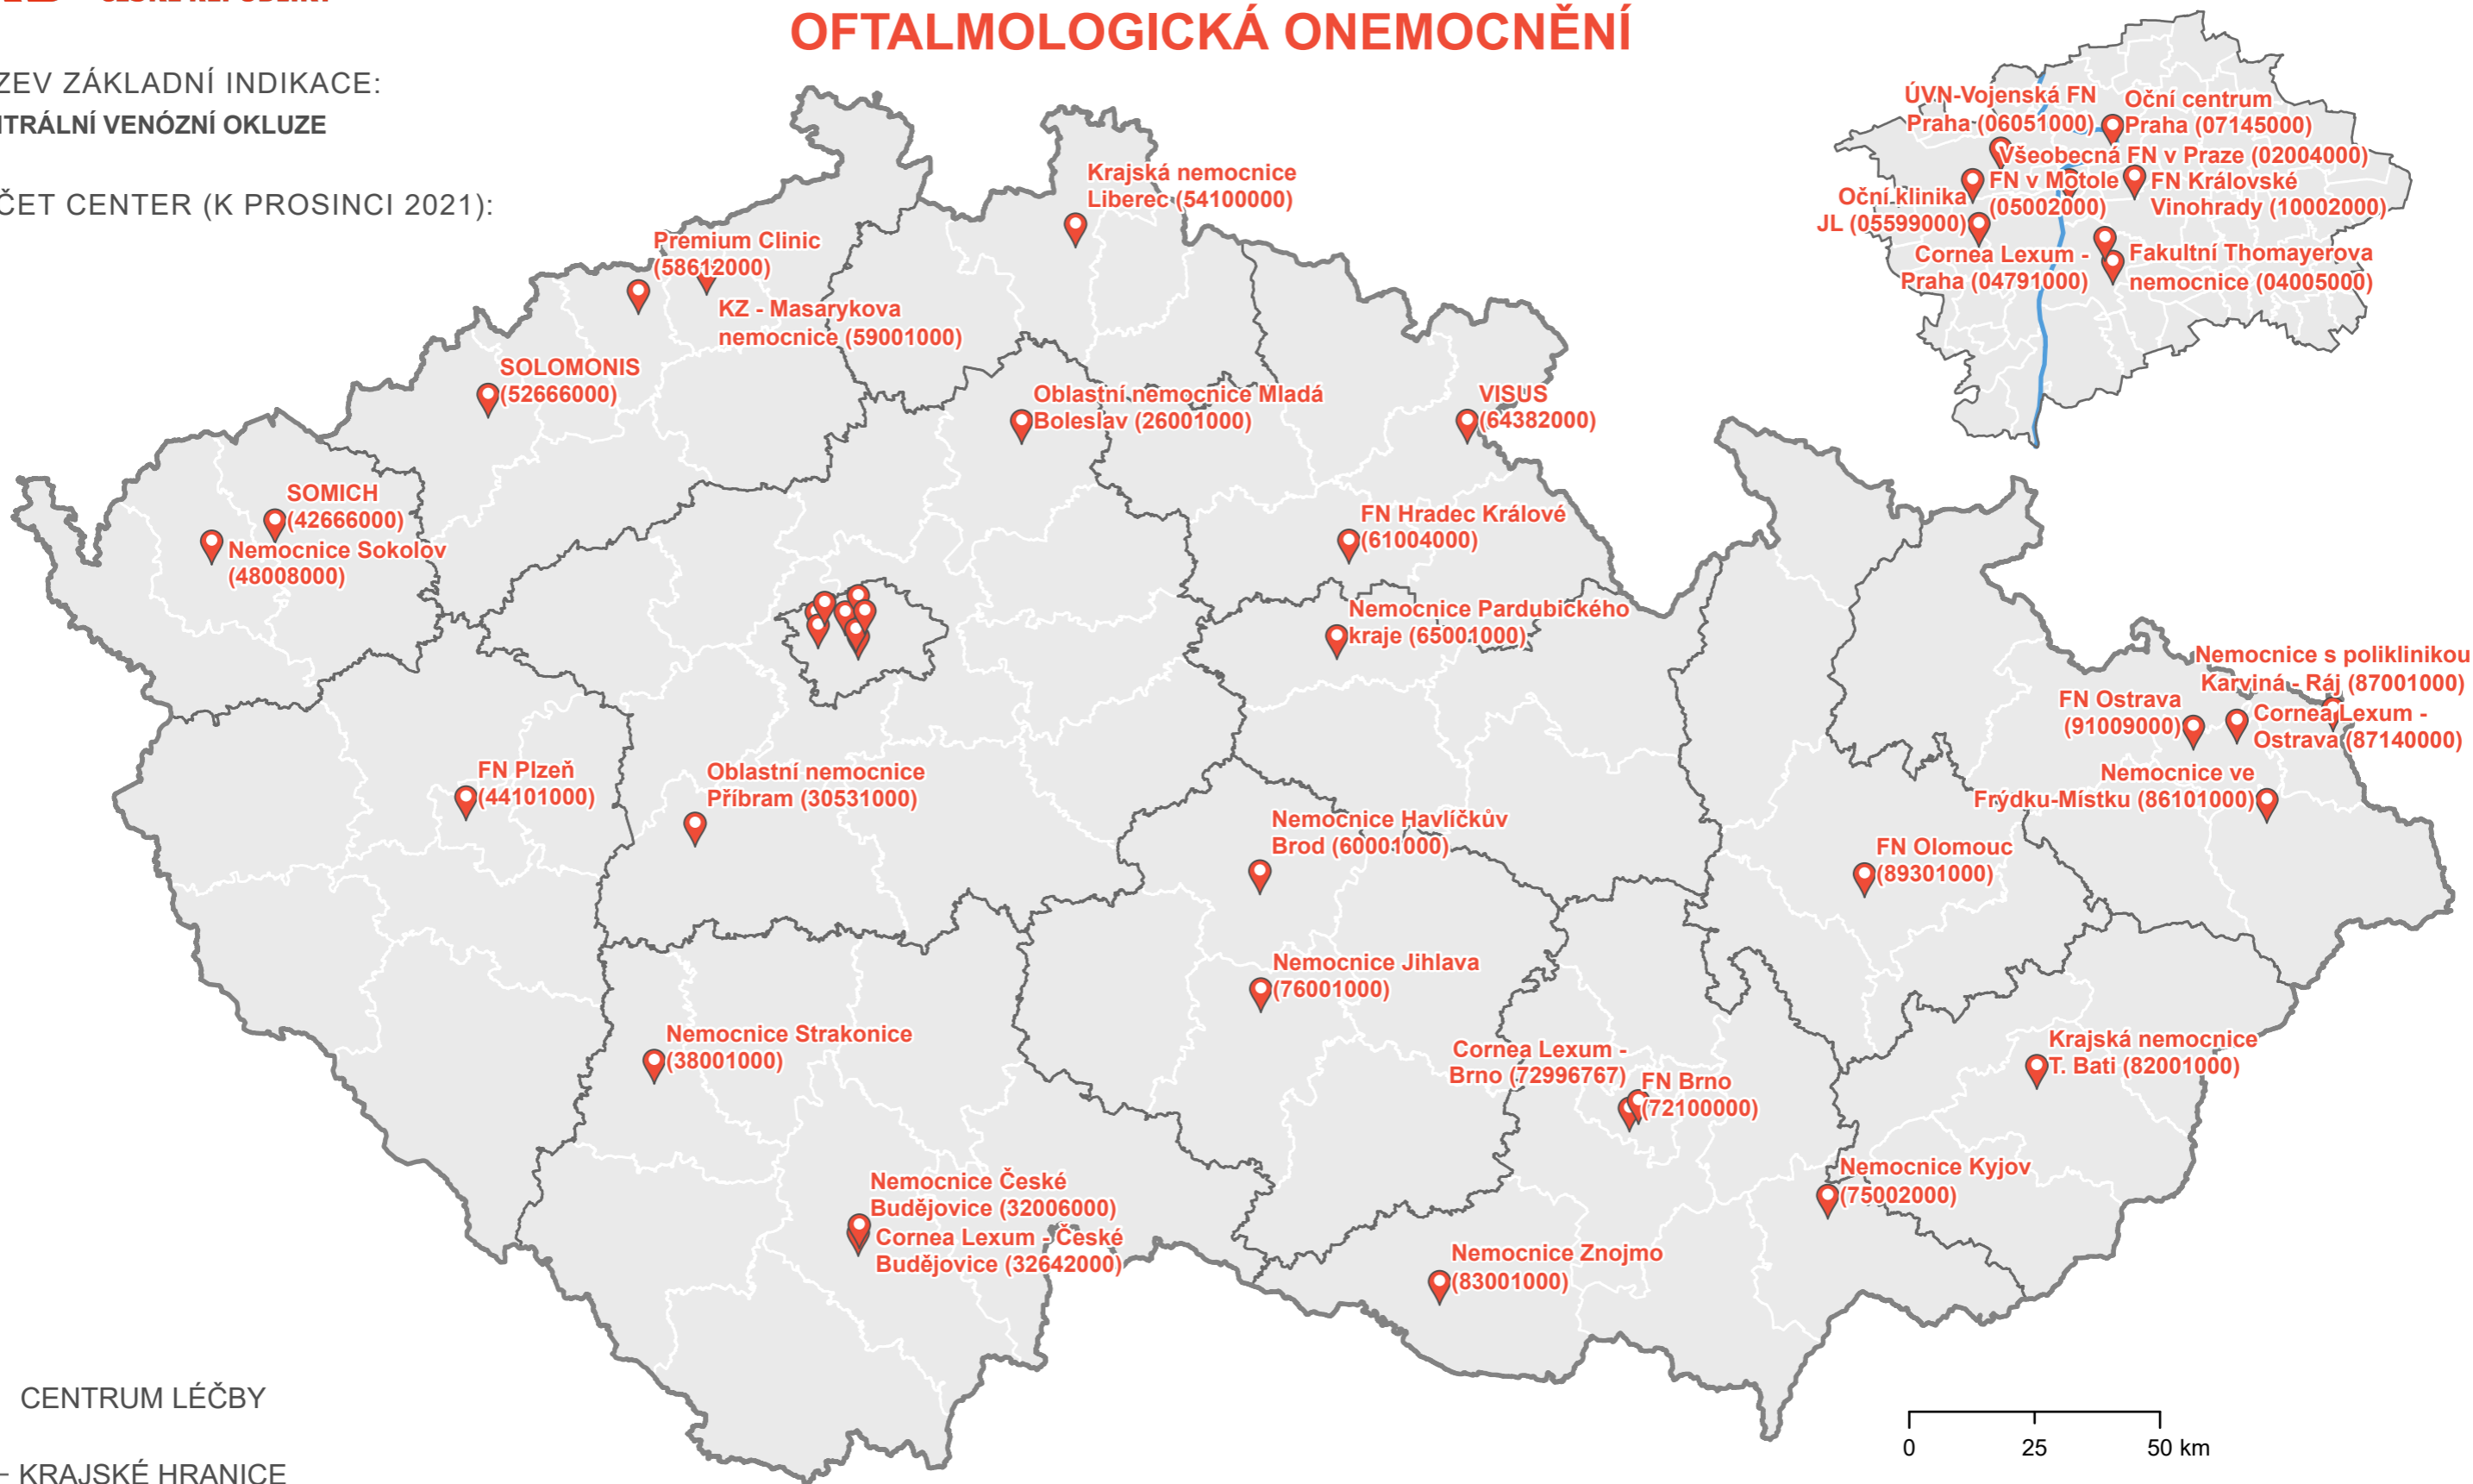 OFTALMOLOGICKÁ ONEMOCNĚNÍ
ZEV ZÁKLADNÍ INDIKACE:
NTRÁLNÍ VENÓZNÍ OKLUZE
ČET CENTER (K PROSINCI 2021):
ÚVN-Vojenská FN
Praha (06051000)
Oční centrum
Praha (07145000)
Všeobecná FN v Praze (02004000)
FN v Motole
(05002000)
FN Královské
Vinohrady (10002000)
Oční klinika
JL (05599000)
Cornea Lexum -
Praha (04791000)
Fakultní Thomayerova
nemocnice (04005000)
Krajská nemocnice
Liberec (54100000)
Premium Clinic
(58612000)
KZ - Masarykova
nemocnice (59001000)
SOLOMONIS
(52666000)
Oblastní nemocnice Mladá
Boleslav (26001000)
VISUS
(64382000)
SOMICH
(42666000)
Nemocnice Sokolov
(48008000)
FN Hradec Králové
(61004000)
Nemocnice Pardubického
kraje (65001000)
Nemocnice s poliklinikou
Karviná - Ráj (87001000)
FN Ostrava
(91009000)
Cornea Lexum -
Ostrava (87140000)
Nemocnice ve
Frýdku-Místku (86101000)
FN Plzeň
(44101000)
Oblastní nemocnice
Příbram (30531000)
Nemocnice Havlíčkův
Brod (60001000)
FN Olomouc
(89301000)
Nemocnice Jihlava
(76001000)
Nemocnice Strakonice
(38001000)
Cornea Lexum -
Brno (72996767)
FN Brno
(72100000)
Krajská nemocnice
T. Bati (82001000)
Nemocnice Kyjov
(75002000)
Nemocnice České
Budějovice (32006000)
Cornea Lexum - České
Budějovice (32642000)
Nemocnice Znojmo
(83001000)
CENTRUM LÉČBY
KRAJSKÉ HRANICE
0 25 50 km